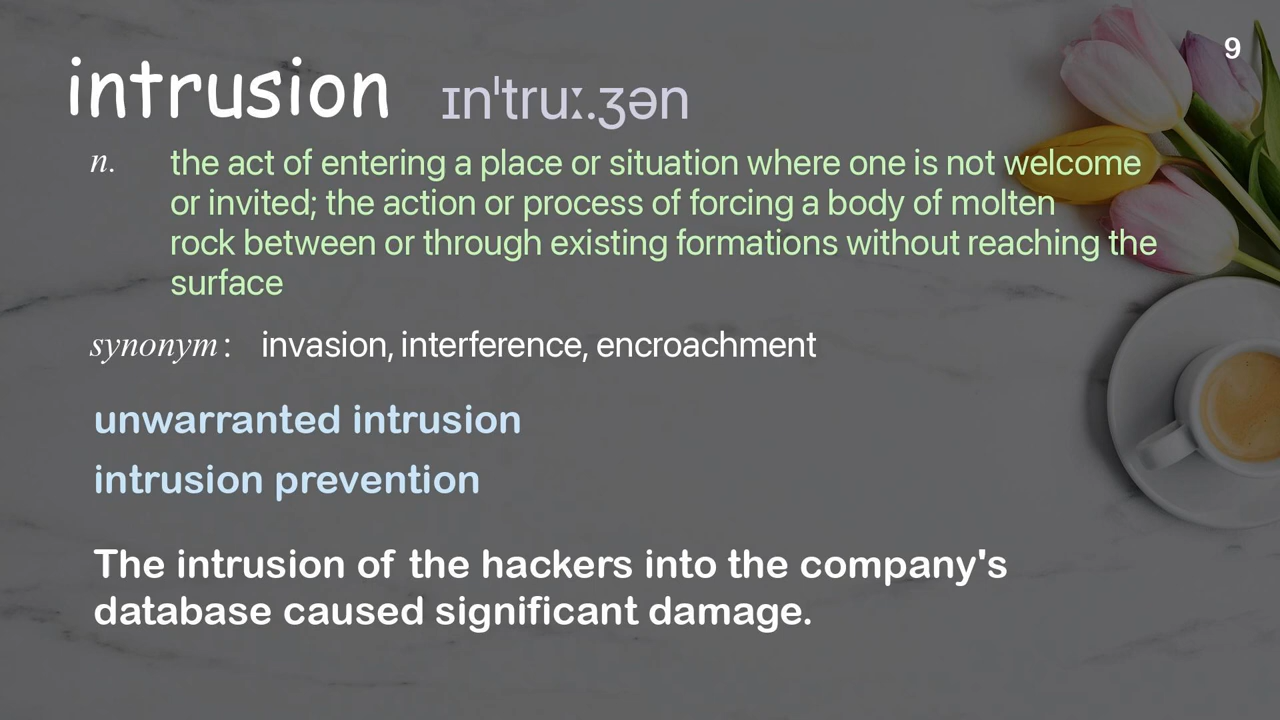 9
intrusion ɪnˈtruː.ʒən
n. the act of entering a place or situation where one is not welcome
or invited; the action or process of forcing a body of molten
rock between or through existing formations without reaching the
surface
synonym: invasion, interference, encroachment
unwarranted intrusion
intrusion prevention
The intrusion of the hackers into the company's
database caused significant damage.